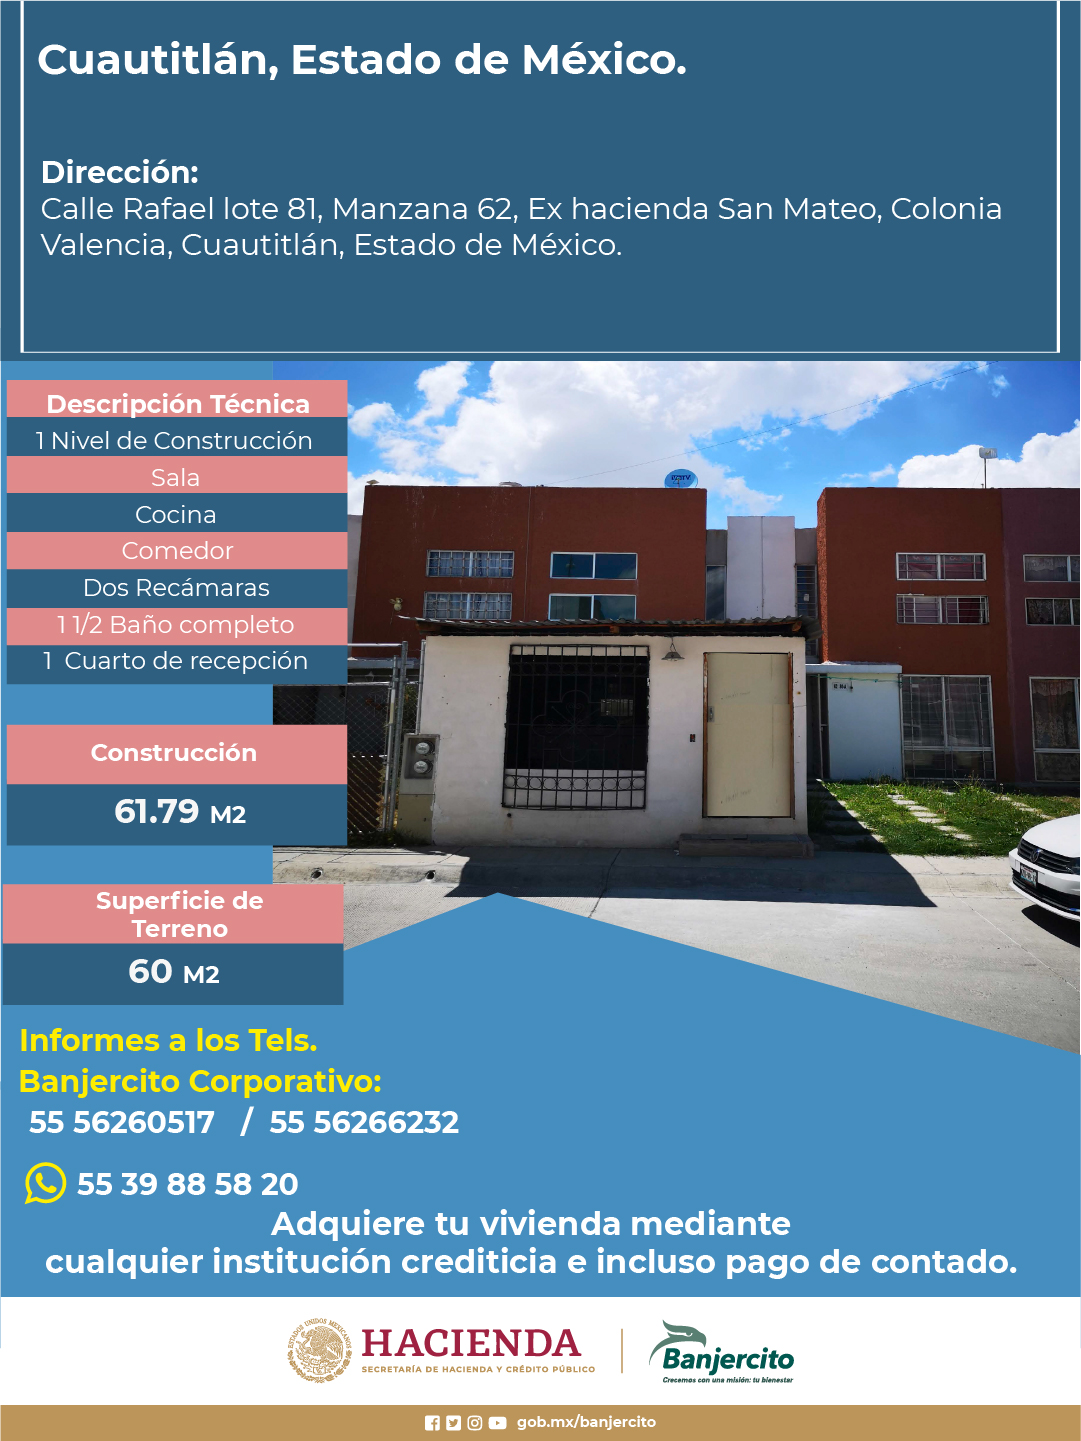 Cuautitlán, Estado de México.
Dirección:
Calle Rafael lote 81, Manzana 62, Ex hacienda San Mateo, Colonia
Valencia, Cuautitlán, Estado de México.
Descripción Técnica
1 Nivel de Construcción
Sala
Cocina
Comedor
Dos Recámaras
1 1/2 Baño completo
1 Cuarto de recepción
Construcción
61.79 M2
Superficie de
Terreno
60 M2
Informes a los Tels.
Banjercito Corporativo:
55 56260517 / 55 56266232
55 39 88 58 20
Adquiere tu vivienda mediante
cualquier institución crediticia e incluso pago de contado.
ESTADOS UNIDOS MEXICANOS
HACIENDA
SECRETARÍA DE HACIENDA Y CRÉDITO PÚBLICO
Banjercito
Crecemos con una misión: tu bienestar
gob.mx/banjercito